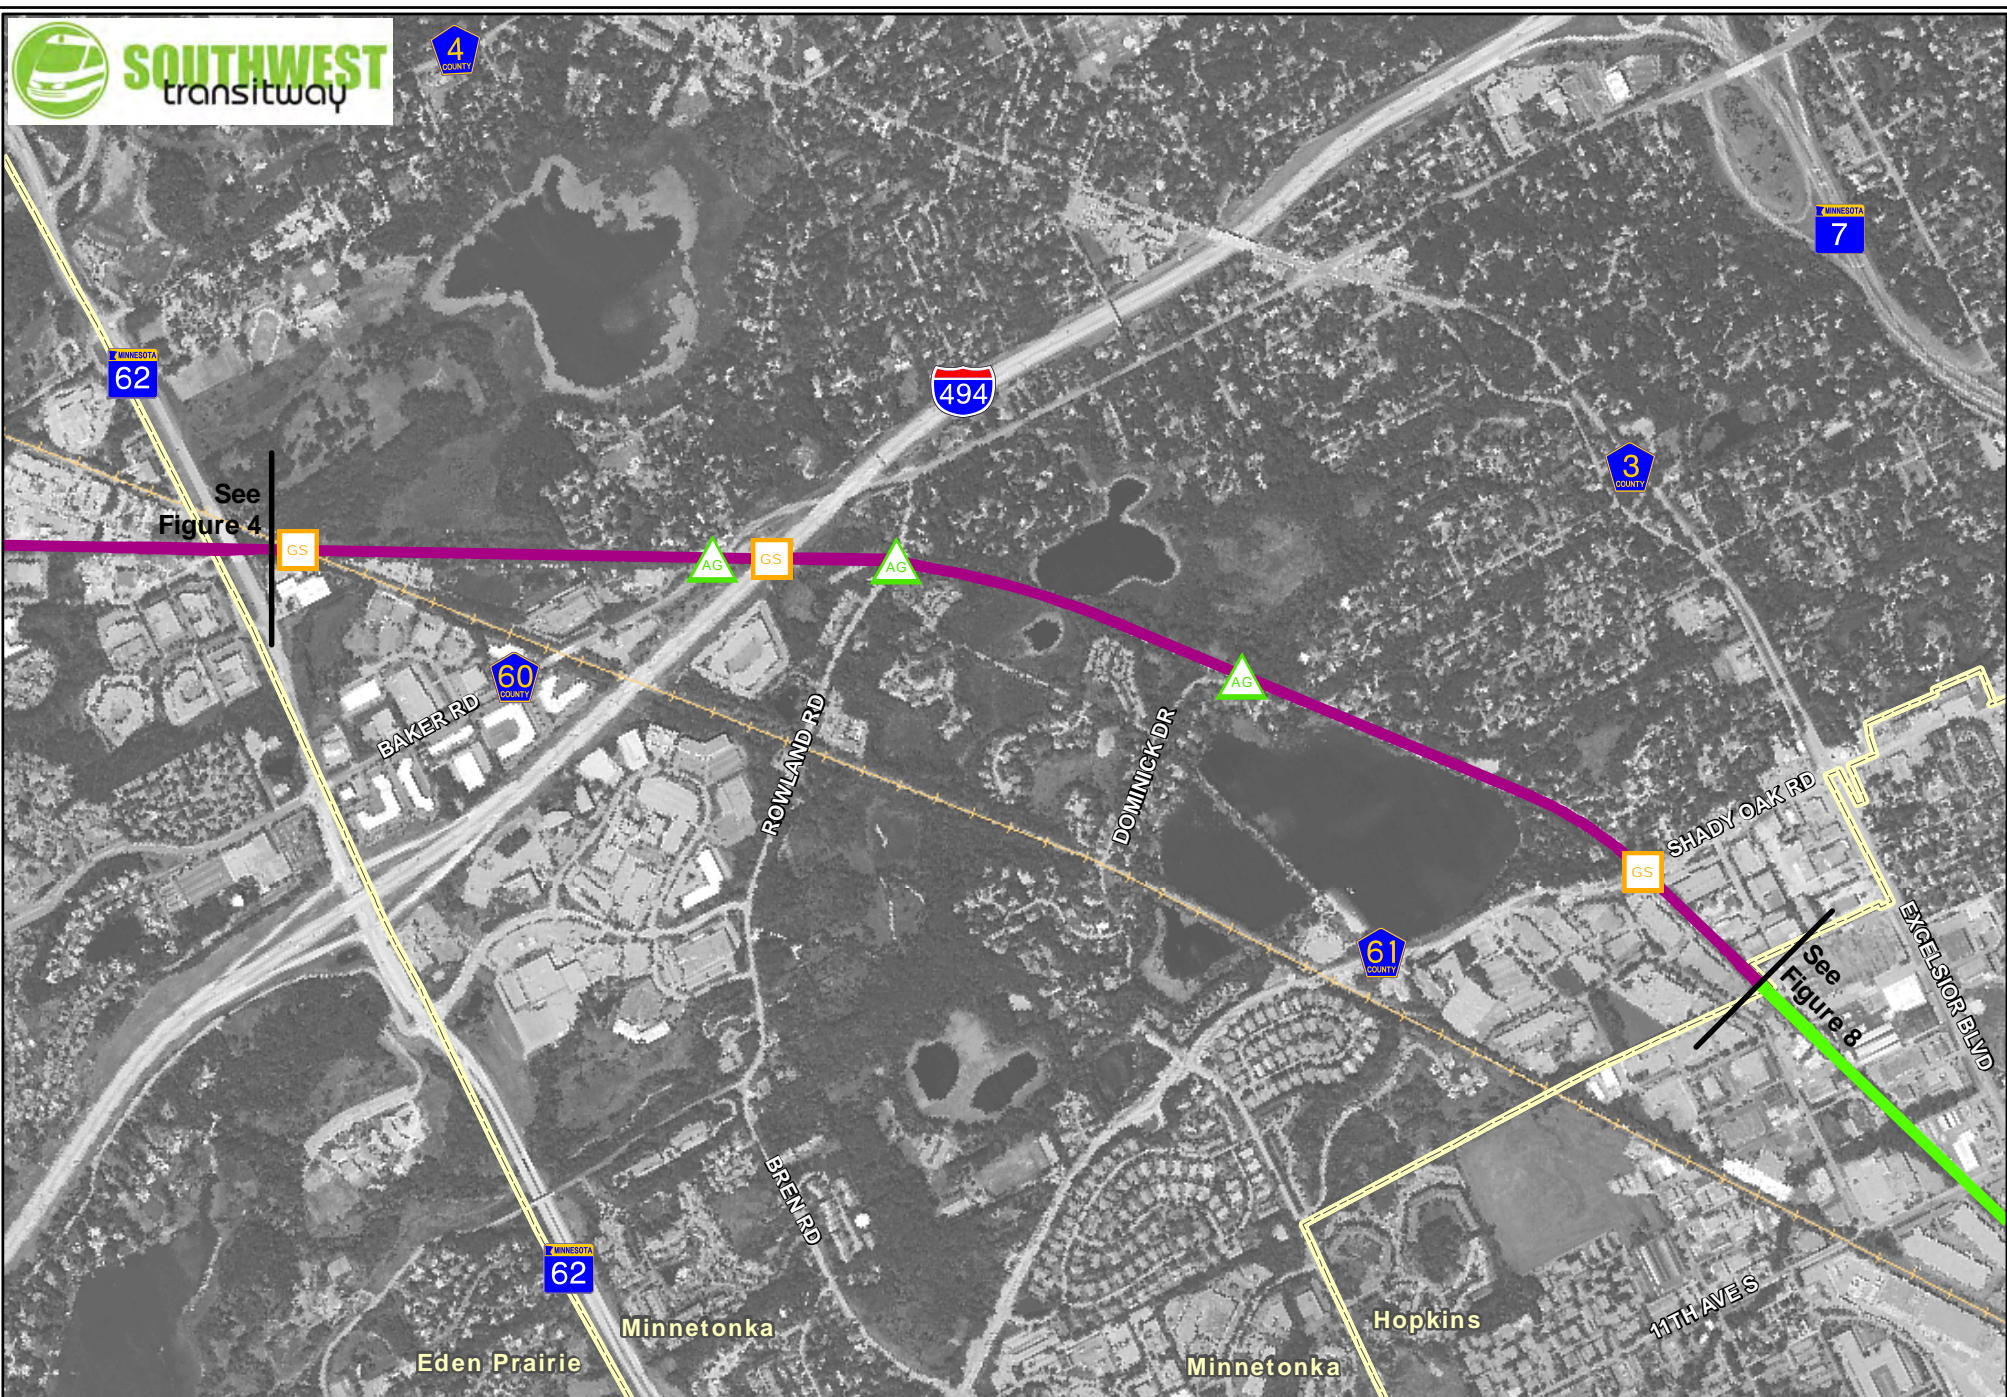 SOUTHWEST
transitway
4
COUNTY
MINNESOTA
7
MINNESOTA
62
494
3
COUNTY
See
Figure 4
GS
AG
GS
AG
60
COUNTY
BAKER RD
ROWLAND RD
DOMINICK DR
AG
SHADY OAK RD
GS
61
COUNTY
See
Figure 8
EXCELSIOR BLVD
BREN RD
MINNESOTA
62
Minnetonka
Eden Prairie
Minnetonka
Hopkins
11TH AVE S